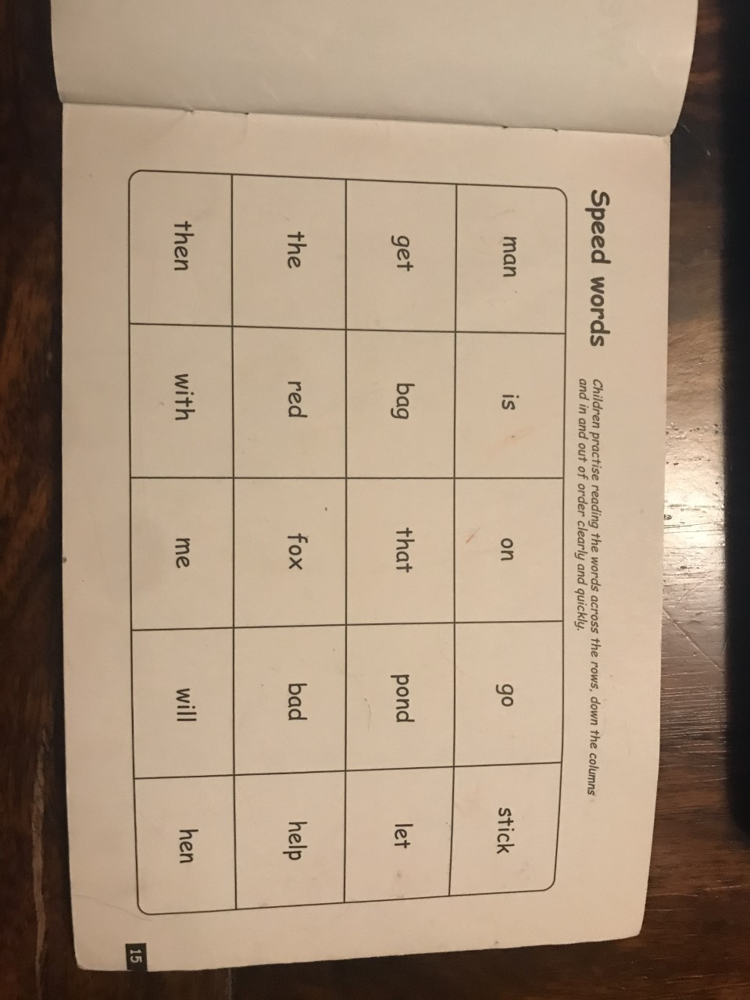 Speed words
Children practise reading the words across the rows, down the columns
and in and out of order clearly and quickly.
man is on go stick
get bag that pond let
the red fox bad help
then with me will hen
15